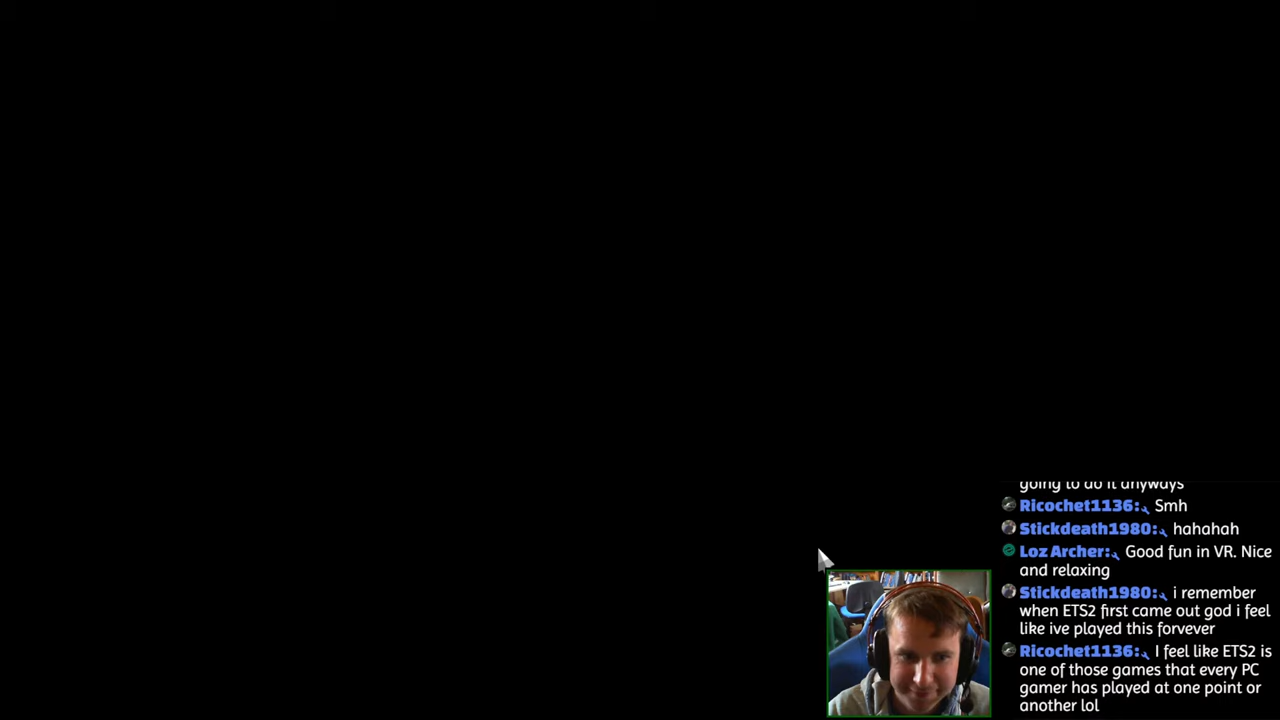 going to do it anyways
Ricochet1136: Smh
Stickdeath1980: hahahah
Loz Archer: Good fun in VR. Nice
and relaxing
Stickdeath1980: i remember
when ETS2 first came out god i feel
like ive played this forvever
Ricochet1136: I feel like ETS2 is
one of those games that every PC
gamer has played at one point or
another lol